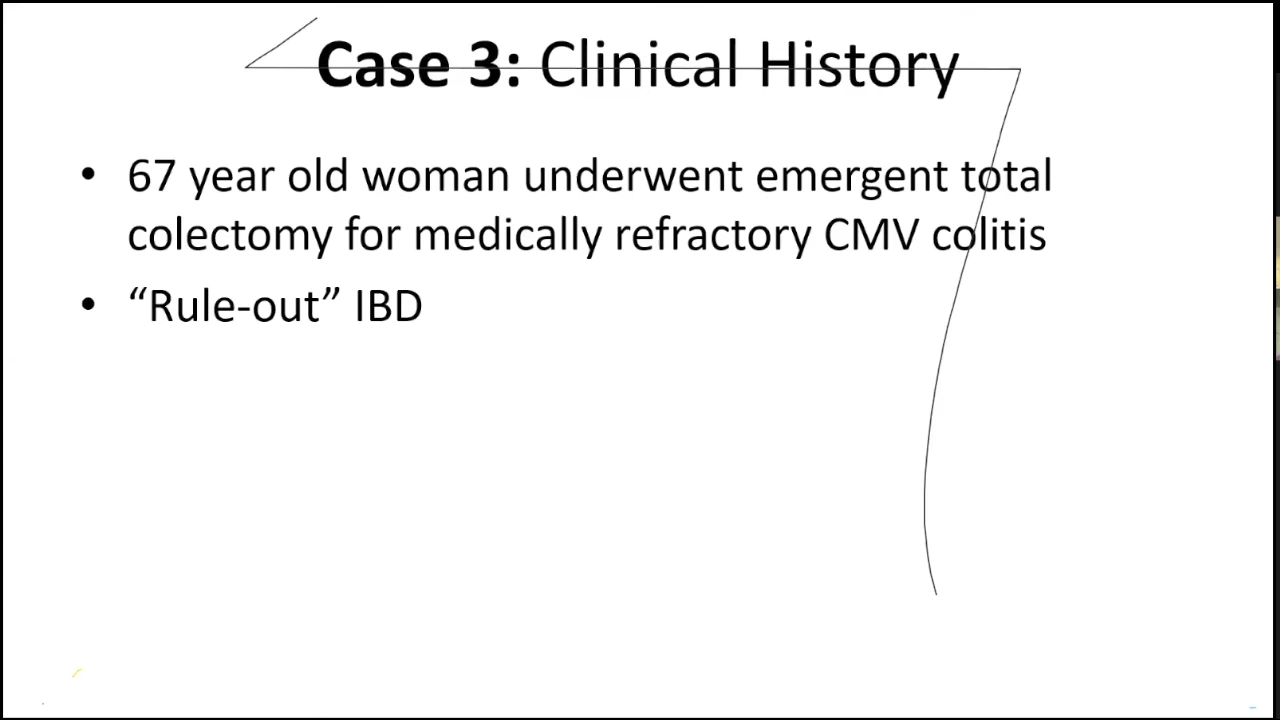 Case 3: Clinical History
• 67 year old woman underwent emergent total
colectomy for medically refractory CMV colitis
• “Rule-out” IBD